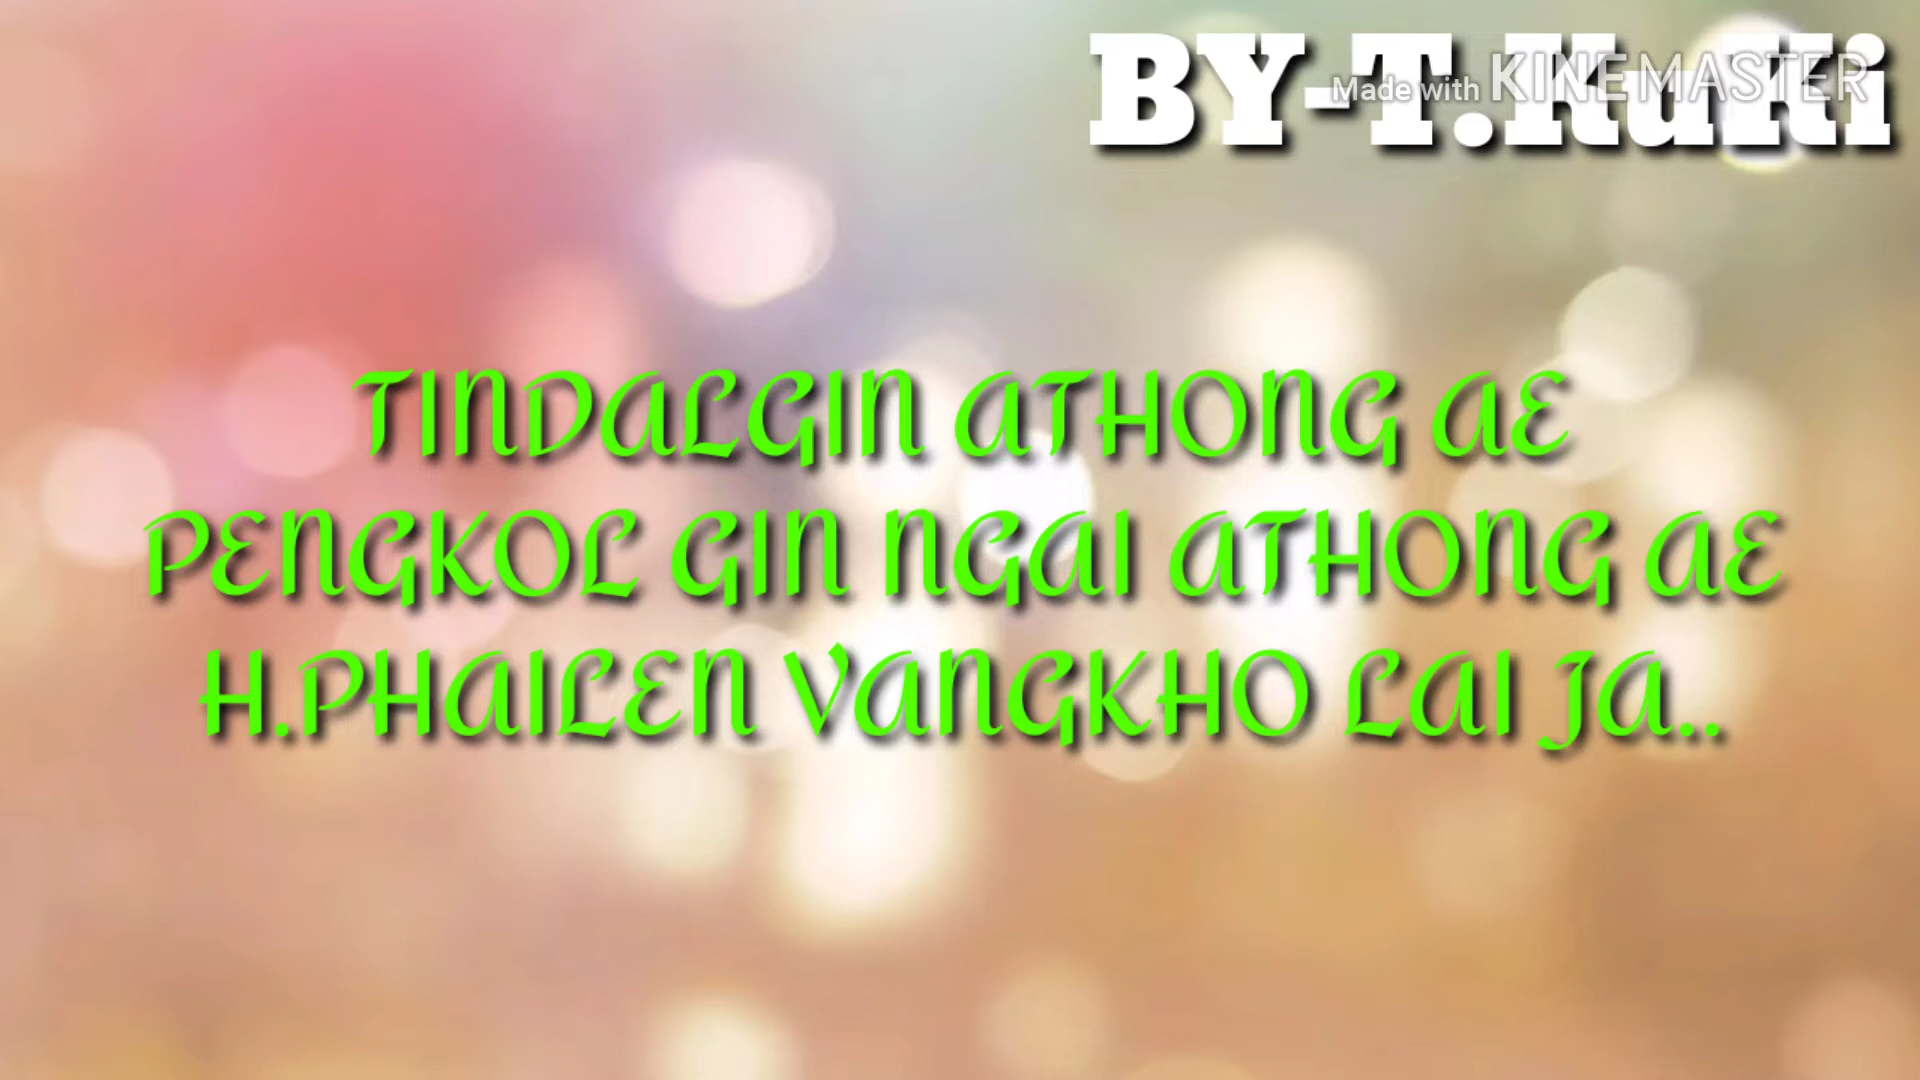 BY-T.KuKi
Made with KINEMASTER
TINDALGIN ATHONG AE
PENGKOL GIN NGAI ATHONG AE
H.PHAILEN VANGKHO LAI JA..